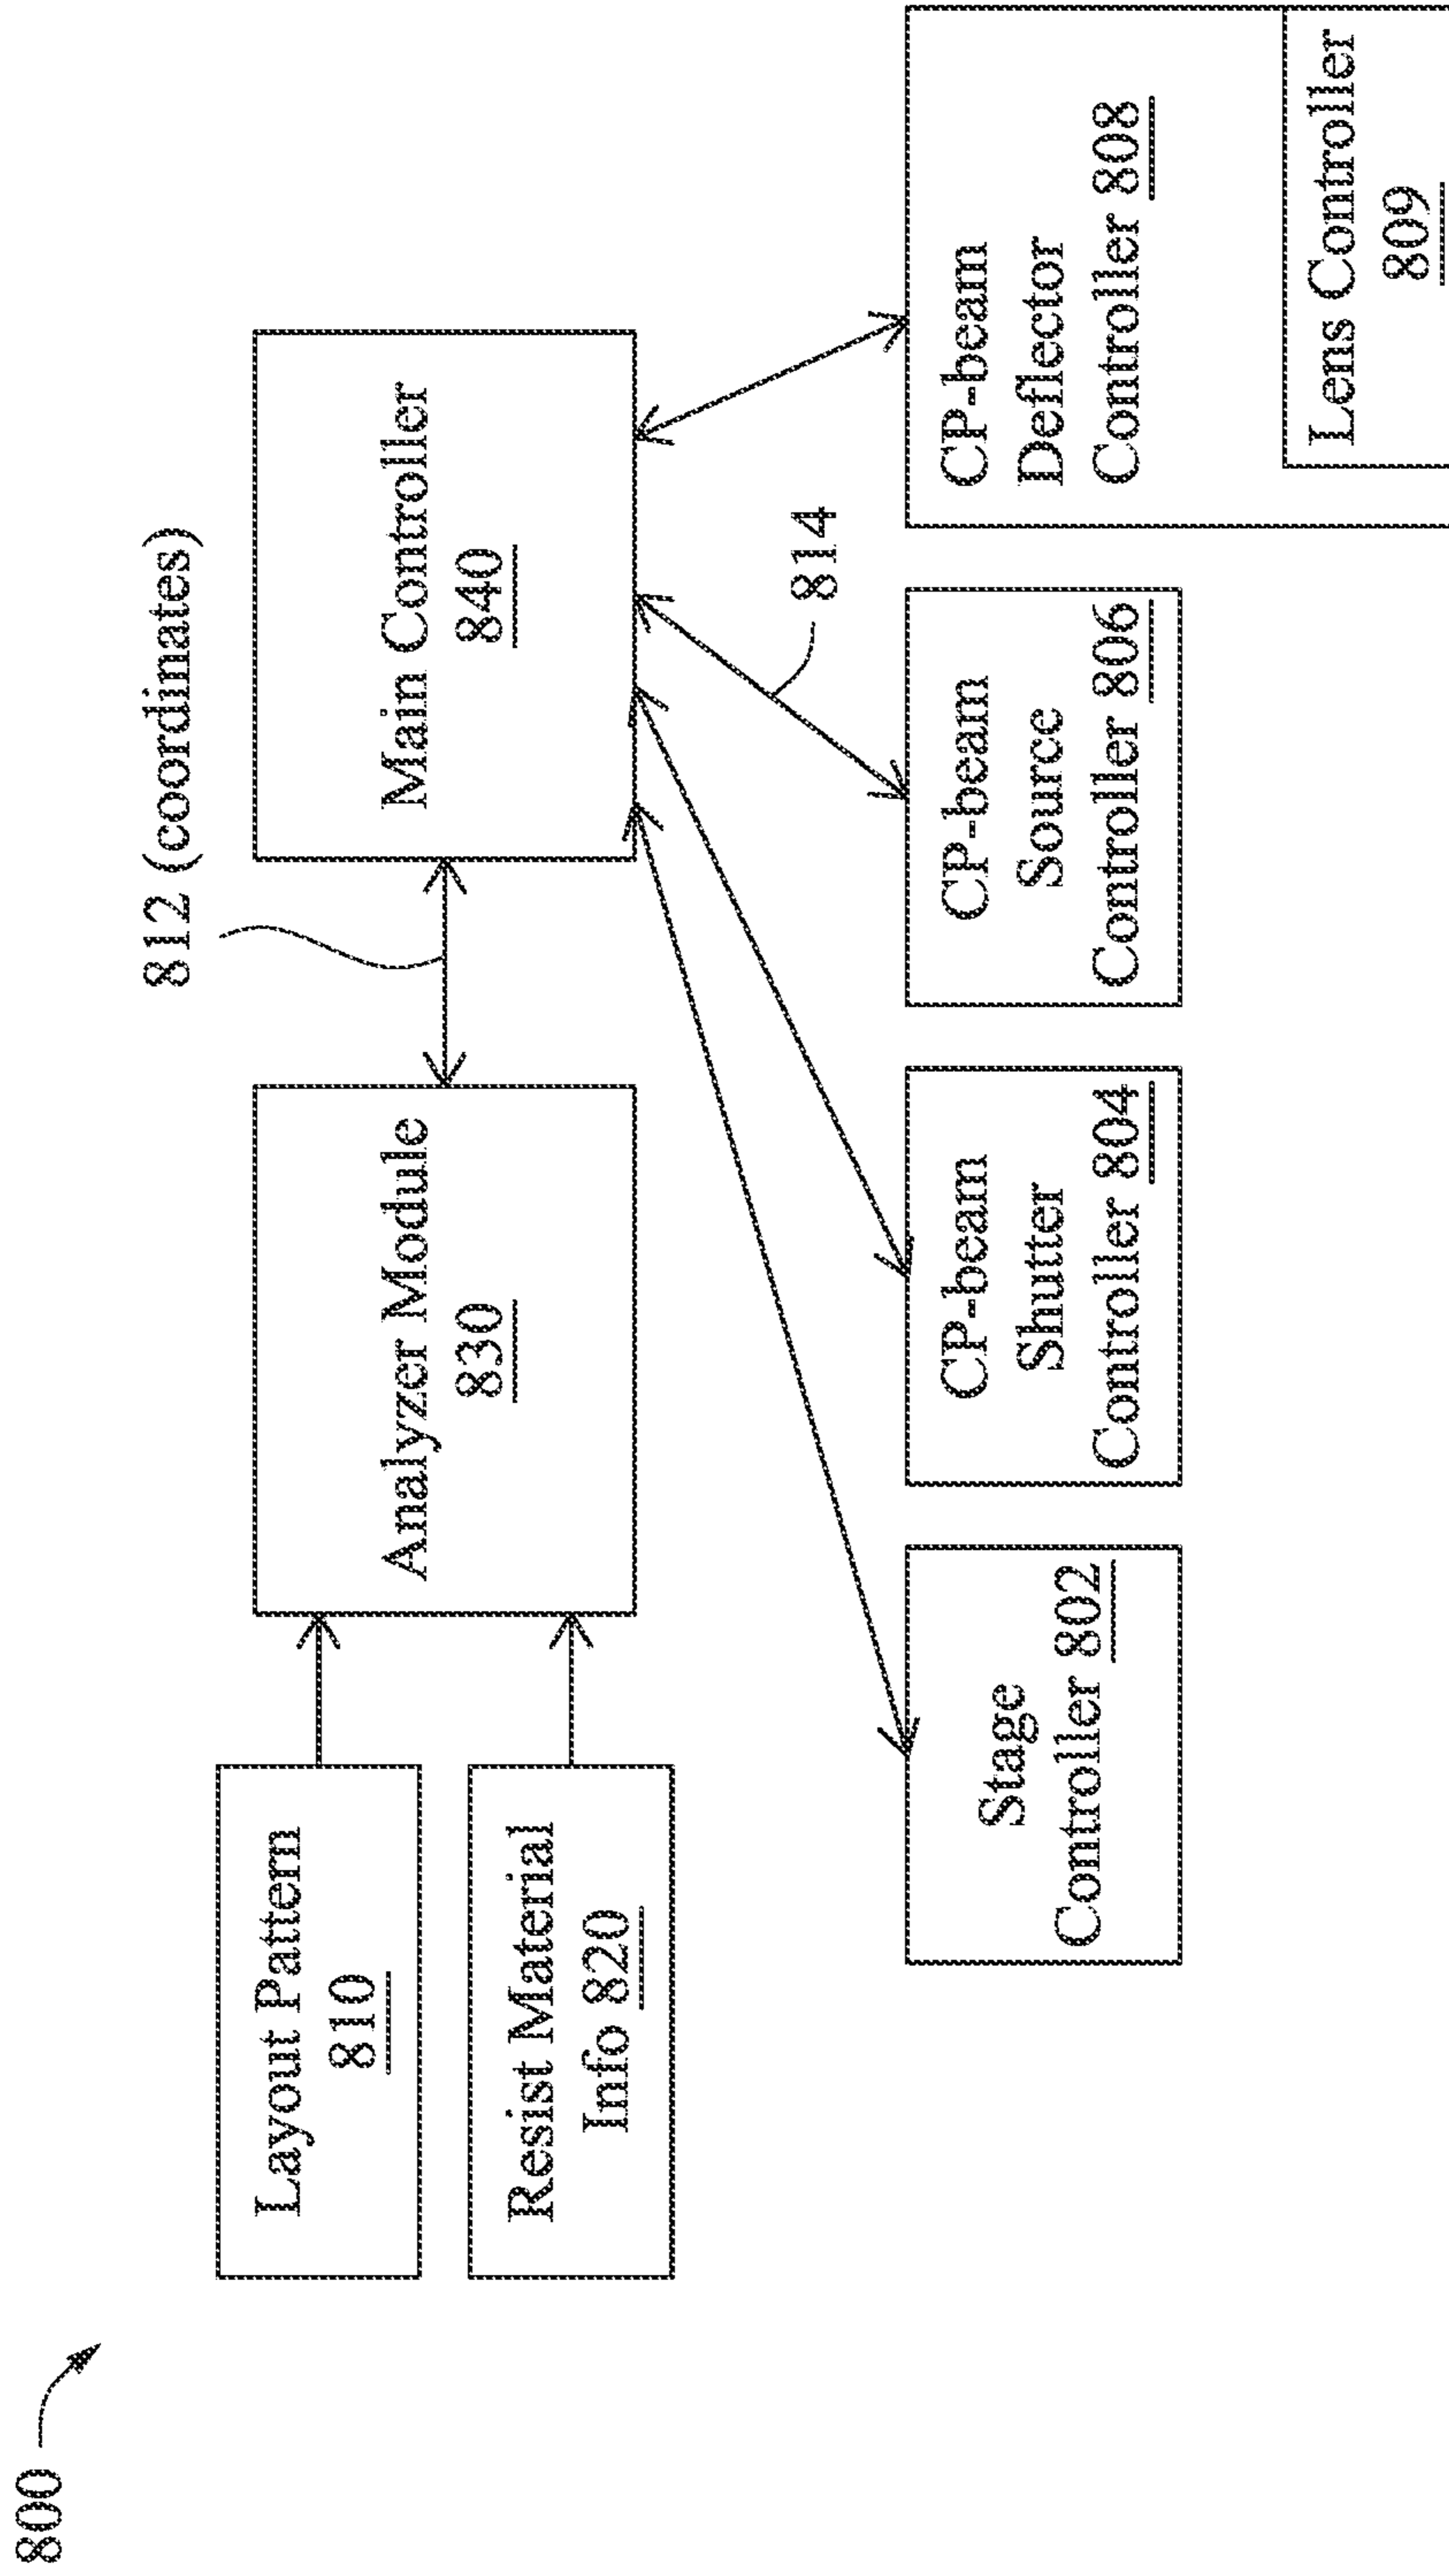 800
812 (coordinates)
Layout Pattern
810
Resist Material
Info 820
Analyzer Module
830
Main Controller
840
814
Stage
Controller 802
CP-beam
Shutter
Controller 804
CP-beam
Source
Controller 806
CP-beam
Deflector
Controller 808
Lens Controller
809